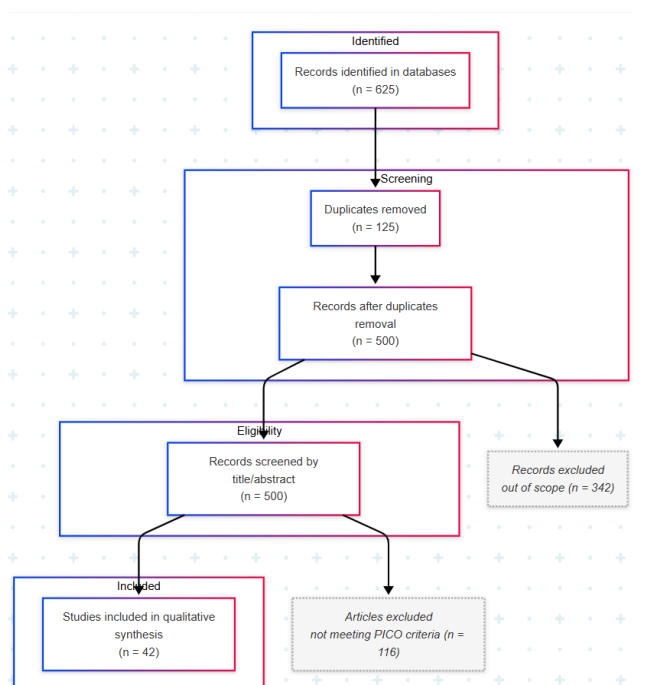 Identified
Records identified in databases
(n = 625)
Screening
Duplicates removed
(n = 125)
Records after duplicates
removal
(n = 500)
Eligibility
Records screened by
title/abstract
(n = 500)
Records excluded
out of scope (n = 342)
Included
Studies included in qualitative
synthesis
(n = 42)
Articles excluded
not meeting PICO criteria (n =
116)